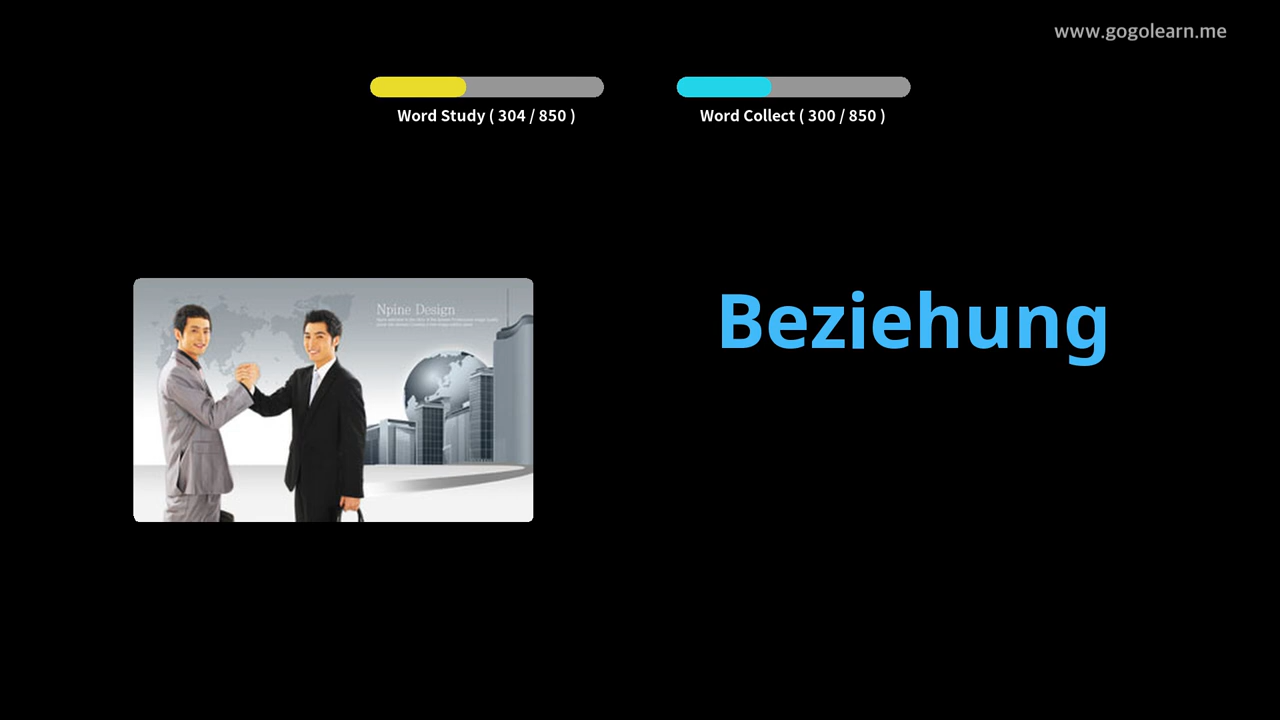 www.gogolearn.me
Word Study ( 304 / 850 )
Word Collect ( 300 / 850 )
Npine Design
Beziehung